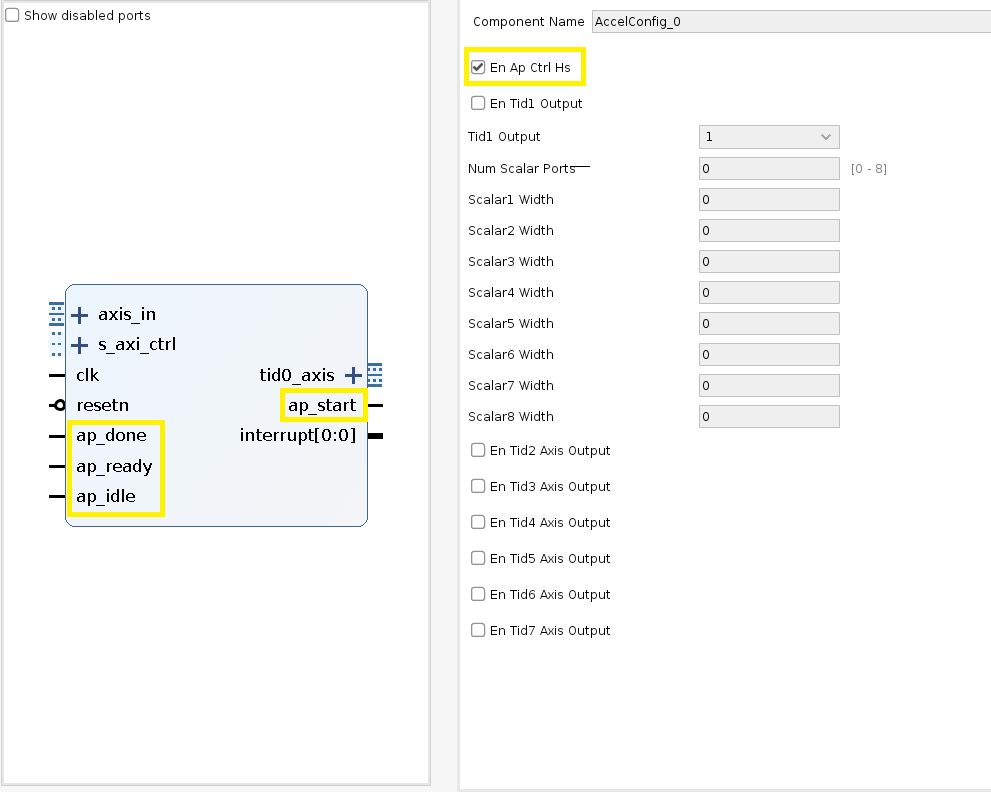 Show disabled ports
axis_in
s_axi_ctrl
clk
tid0_axis
resetn
ap_start
ap_done
interrupt[0:0]
ap_ready
ap_idle
Component Name AccelConfig_0
En Ap Ctrl Hs
En Tid1 Output
Tid1 Output 1
Num Scalar Ports 0 [0 - 8]
Scalar1 Width 0
Scalar2 Width 0
Scalar3 Width 0
Scalar4 Width 0
Scalar5 Width 0
Scalar6 Width 0
Scalar7 Width 0
Scalar8 Width 0
En Tid2 Axis Output
En Tid3 Axis Output
En Tid4 Axis Output
En Tid5 Axis Output
En Tid6 Axis Output
En Tid7 Axis Output